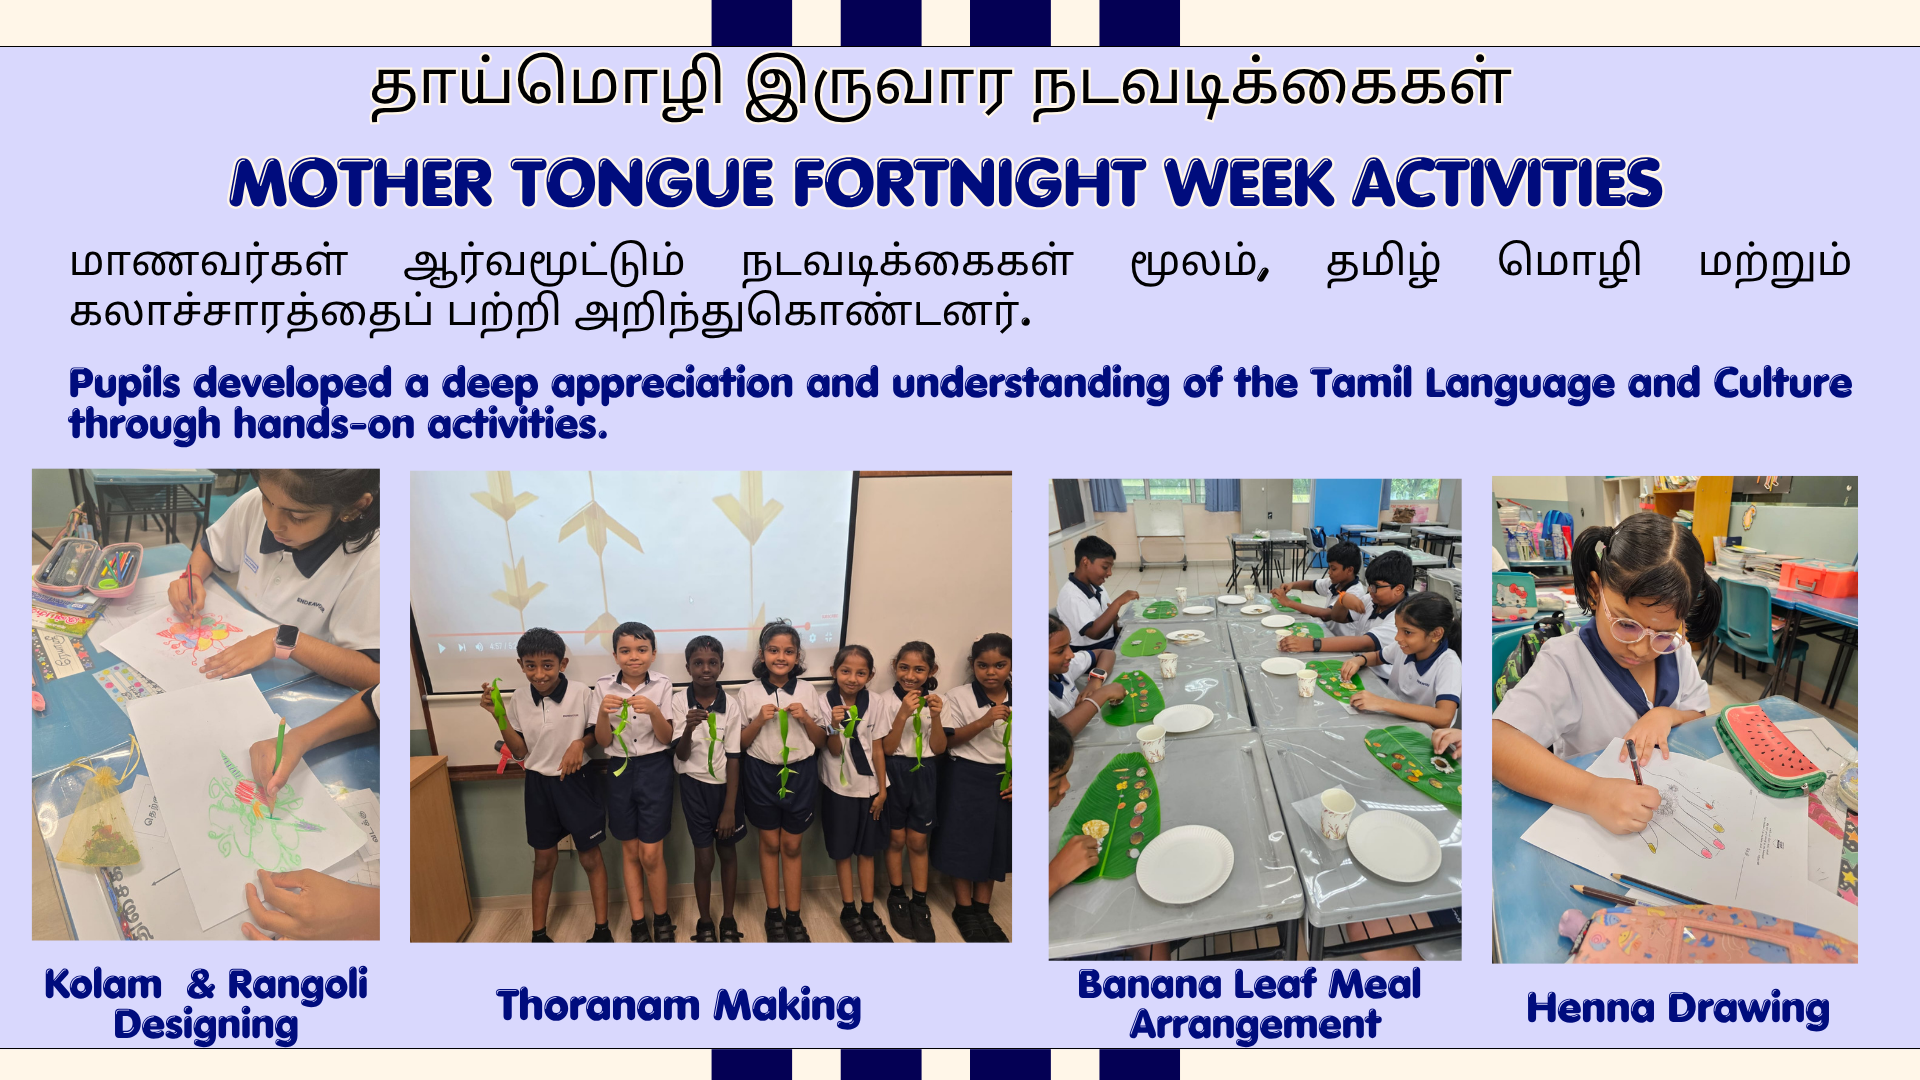 தாய்மொழி இருவார நடவடிக்கைகள்
MOTHER TONGUE FORTNIGHT WEEK ACTIVITIES
மாணவர்கள் ஆர்வமூட்டும் நடவடிக்கைகள் மூலம், தமிழ் மொழி மற்றும்
கலாச்சாரத்தைப் பற்றி அறிந்துகொண்டனர்.
Pupils developed a deep appreciation and understanding of the Tamil Language and Culture
through hands-on activities.
Kolam & Rangoli
Designing
Thoranam Making
Banana Leaf Meal
Arrangement
Henna Drawing